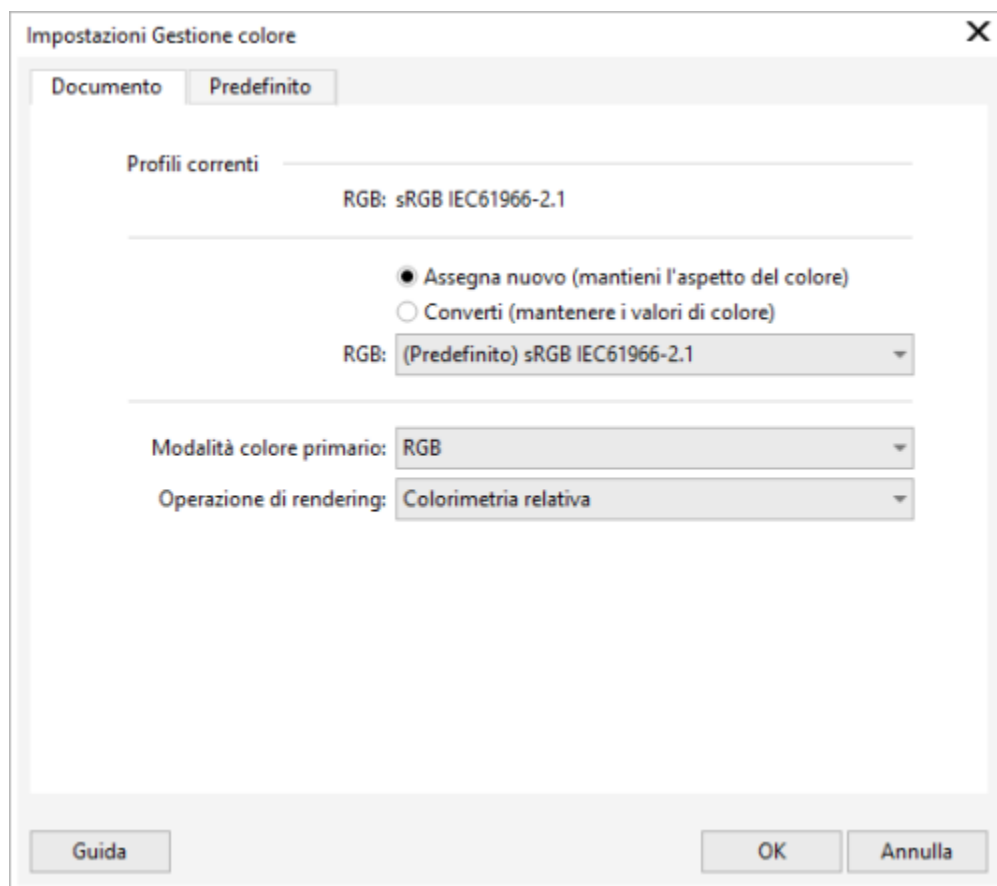 Impostazioni Gestione colore
Documento Predefinito
Profili correnti
RGB: sRGB IEC61966-2.1
Assegna nuovo (mantieni l'aspetto del colore)
Converti (mantenere i valori di colore)
RGB: (Predefinito) sRGB IEC61966-2.1
Modalità colore primario: RGB
Operazione di rendering: Colorimetria relativa
Guida OK Annulla